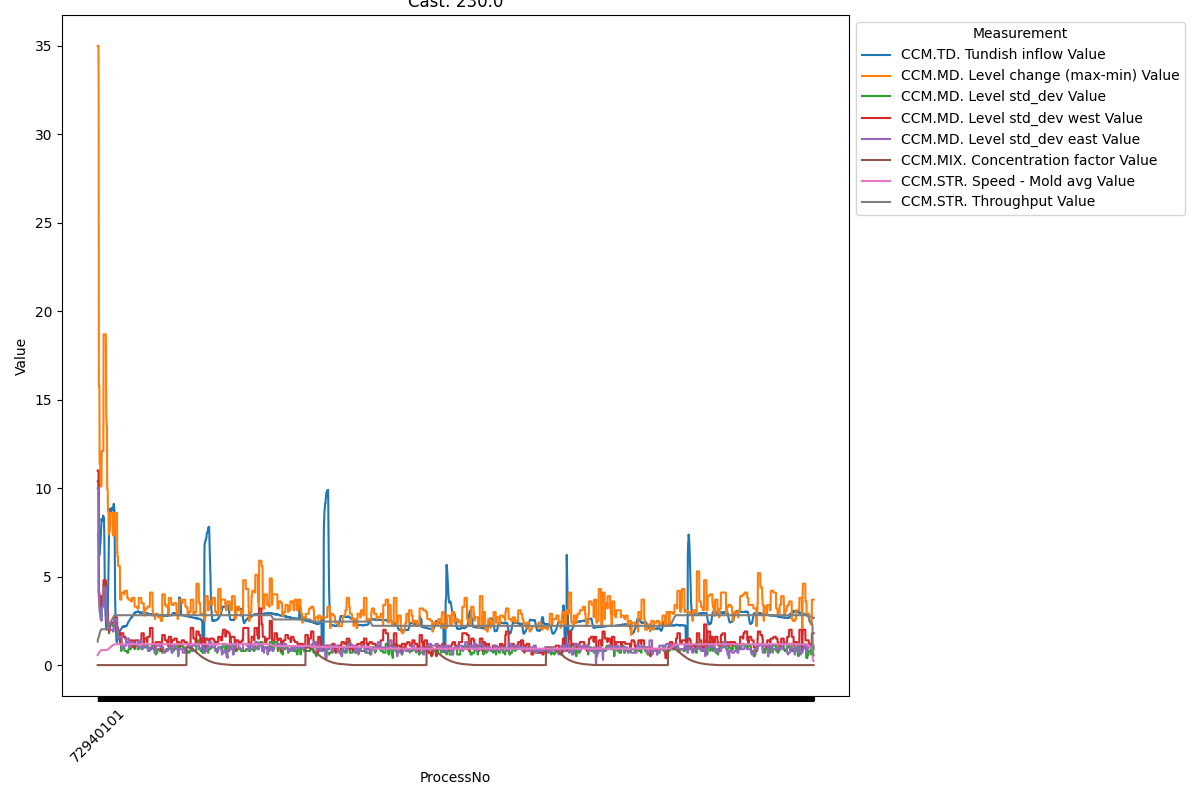 Cast: 230.0
35
30
25
20
15
10
5
0
Value
72940101
ProcessNo
Measurement
CCM.TD. Tundish inflow Value
CCM.MD. Level change (max-min) Value
CCM.MD. Level std_dev Value
CCM.MD. Level std_dev west Value
CCM.MD. Level std_dev east Value
CCM.MIX. Concentration factor Value
CCM.STR. Speed - Mold avg Value
CCM.STR. Throughput Value